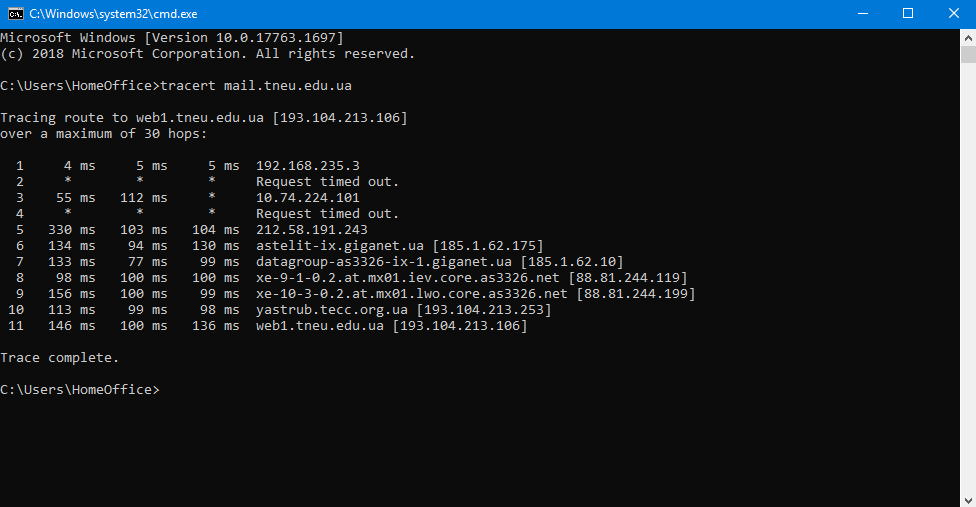 C:\Windows\system32\cmd.exe
Microsoft Windows [Version 10.0.17763.1697]
(c) 2018 Microsoft Corporation. All rights reserved.
C:\Users\HomeOffice>tracert mail.tneu.edu.ua
Tracing route to web1.tneu.edu.ua [193.104.213.106]
over a maximum of 30 hops:
1 4 ms 5 ms 5 ms 192.168.235.3
2 * * * Request timed out.
3 55 ms 112 ms * 10.74.224.101
4 * * * Request timed out.
5 330 ms 103 ms 104 ms 212.58.191.243
6 134 ms 94 ms 130 ms astelit-ix.giganet.ua [185.1.62.175]
7 133 ms 77 ms 99 ms datagroup-as3326-ix-1.giganet.ua [185.1.62.10]
8 98 ms 100 ms 100 ms xe-9-1-0.2.at.mx01.iev.core.as3326.net [88.81.244.119]
9 156 ms 100 ms 99 ms xe-10-3-0.2.at.mx01.lwo.core.as3326.net [88.81.244.199]
10 113 ms 99 ms 98 ms yastrub.tecc.org.ua [193.104.213.253]
11 146 ms 100 ms 136 ms web1.tneu.edu.ua [193.104.213.106]
Trace complete.
C:\Users\HomeOffice>